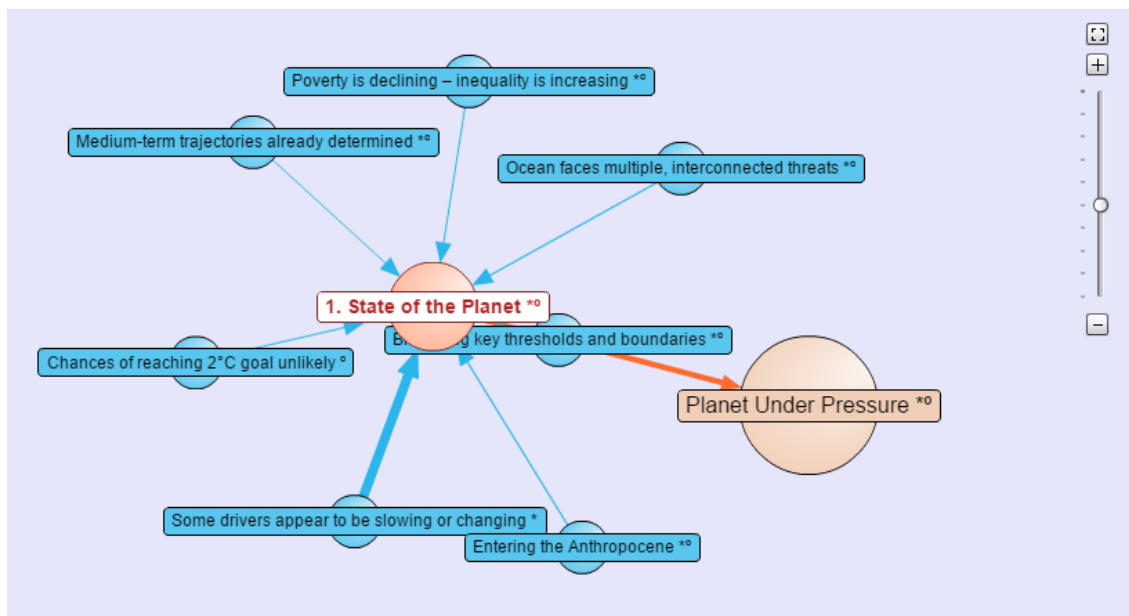 Poverty is declining – inequality is increasing *º
Medium-term trajectories already determined *º
Ocean faces multiple, interconnected threats *º
1. State of the Planet *º
key thresholds and boundaries *º
Chances of reaching 2°C goal unlikely º
Planet Under Pressure *º
Some drivers appear to be slowing or changing *
Entering the Anthropocene *º